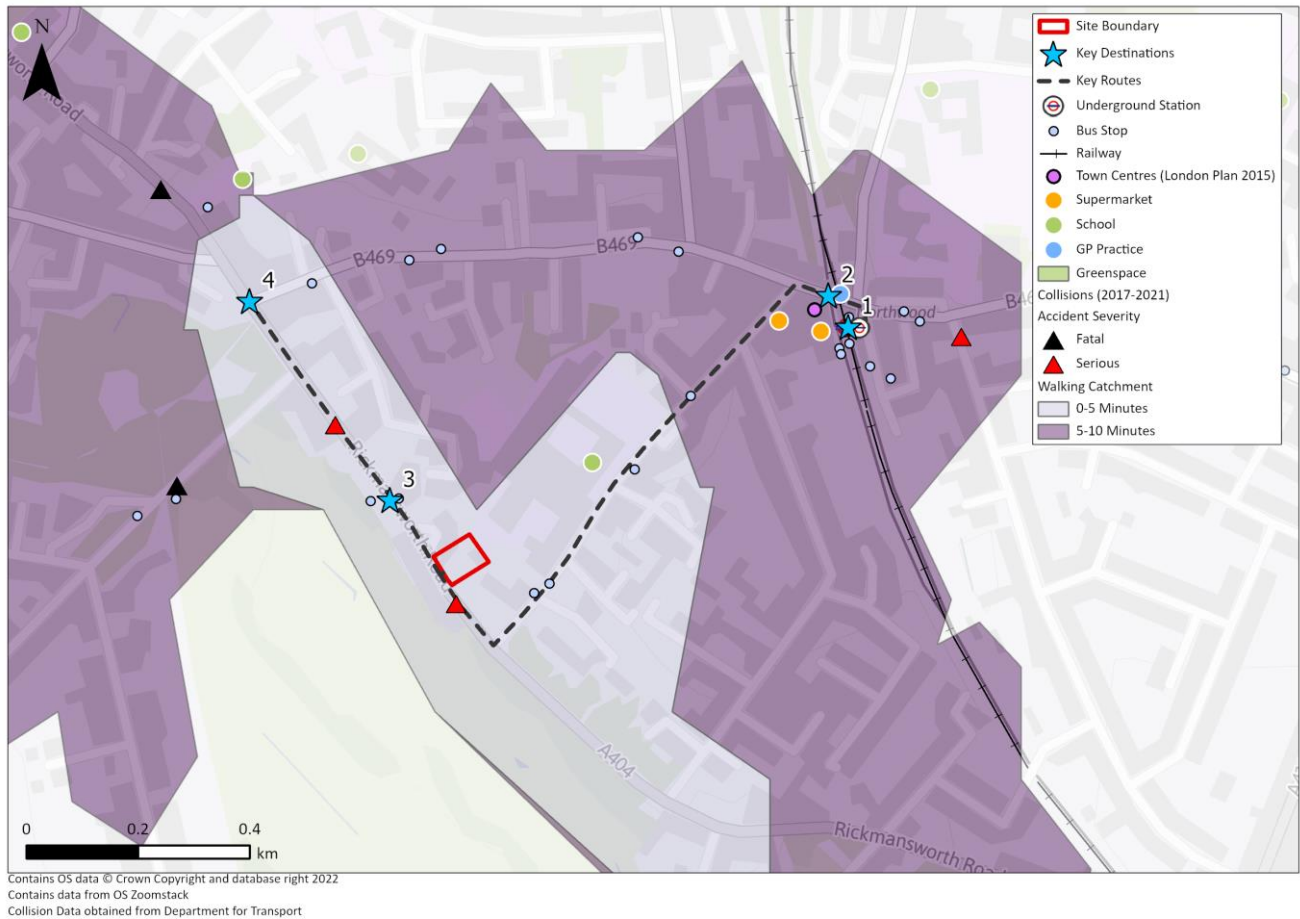 N
Site Boundary
Key Destinations
Key Routes
Underground Station
Bus Stop
Railway
Town Centres (London Plan 2015)
Supermarket
School
GP Practice
Greenspace
Collisions (2017-2021)
Accident Severity
Fatal
Serious
Walking Catchment
0-5 Minutes
5-10 Minutes
Road
B469
B469
4
2
1
3
A404
Rickmansworth Road
0 0.2 0.4
km
Contains OS data © Crown Copyright and database right 2022
Contains data from OS Zoomstack
Collision Data obtained from Department for Transport